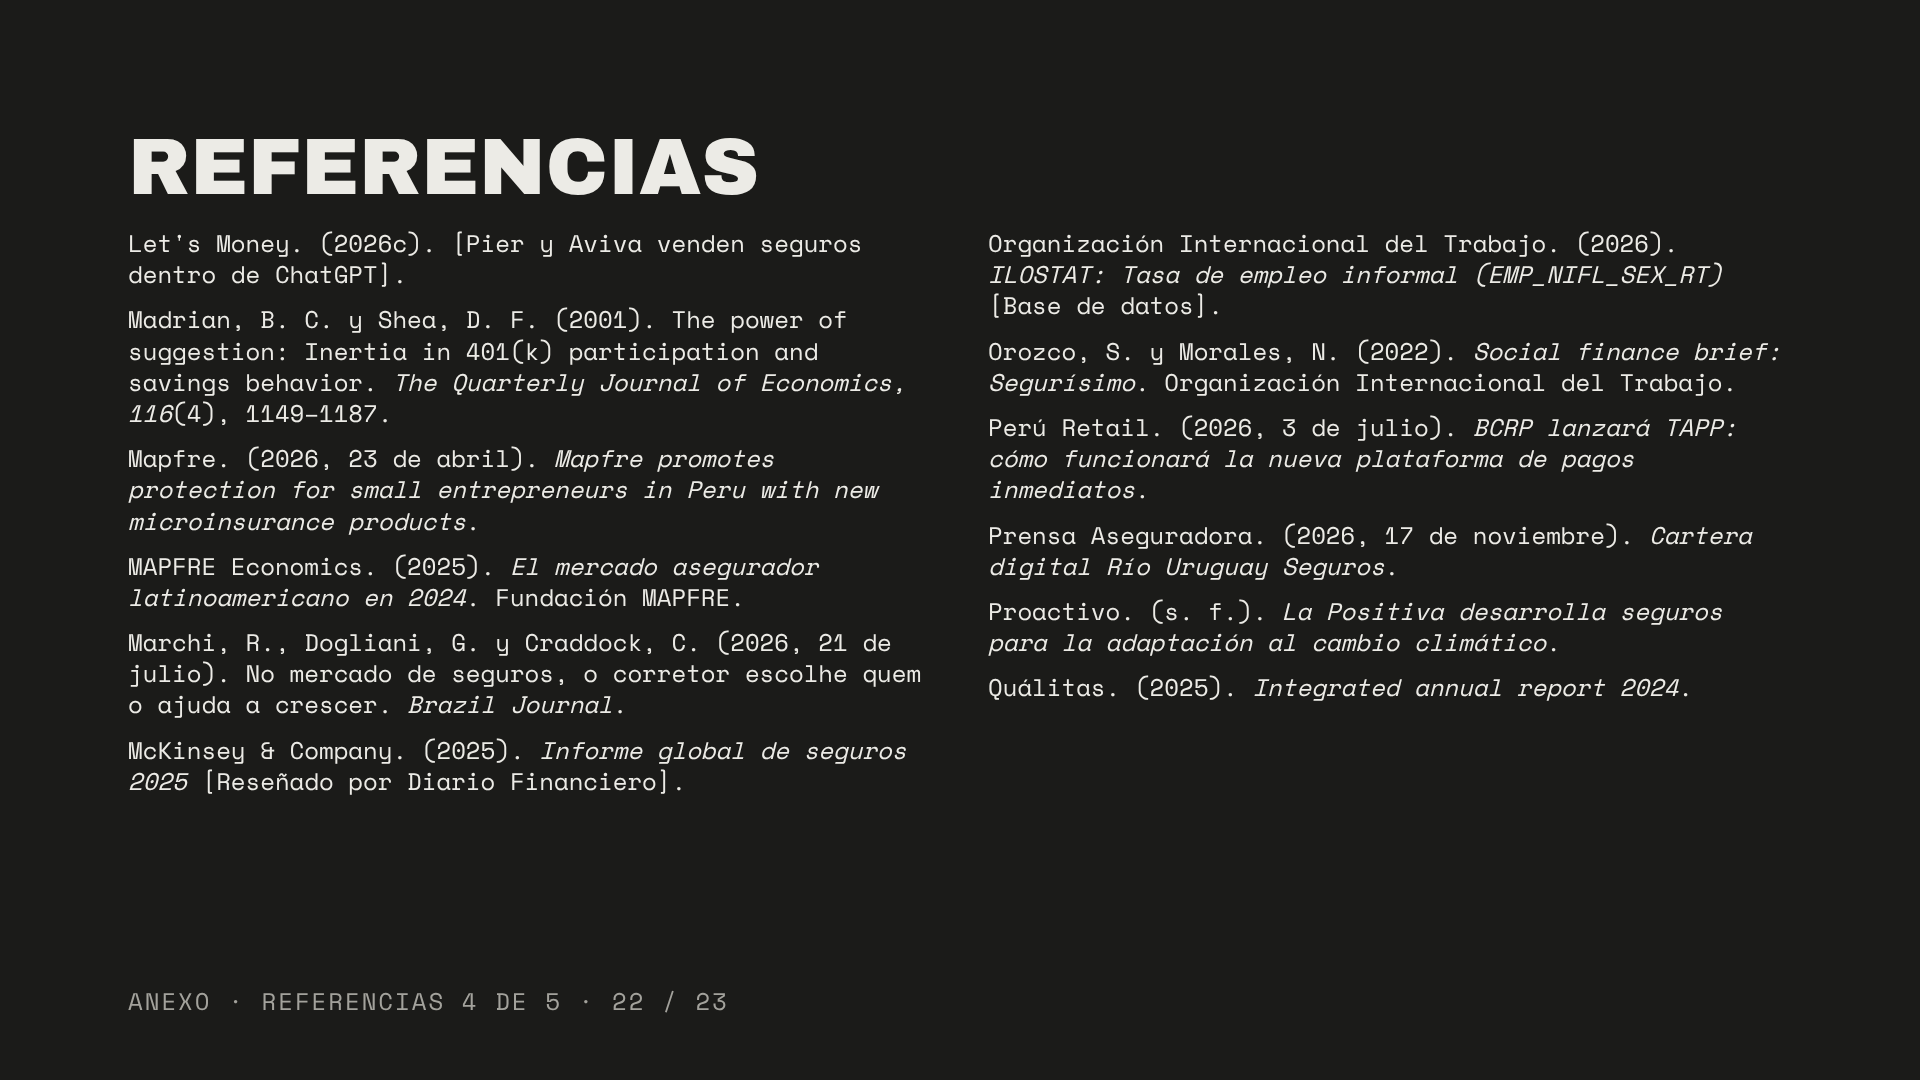 REFERENCIAS
Let's Money. (2026c). [Pier y Aviva venden seguros
dentro de ChatGPT].
Madrian, B. C. y Shea, D. F. (2001). The power of
suggestion: Inertia in 401(k) participation and
savings behavior. The Quarterly Journal of Economics,
116(4), 1149–1187.
Mapfre. (2026, 23 de abril). Mapfre promotes
protection for small entrepreneurs in Peru with new
microinsurance products.
MAPFRE Economics. (2025). El mercado asegurador
latinoamericano en 2024. Fundación MAPFRE.
Marchi, R., Dogliani, G. y Craddock, C. (2026, 21 de
julio). No mercado de seguros, o corretor escolhe quem
o ajuda a crescer. Brazil Journal.
McKinsey & Company. (2025). Informe global de seguros
2025 [Reseñado por Diario Financiero].
Organización Internacional del Trabajo. (2026).
ILOSTAT: Tasa de empleo informal (EMP_NIFL_SEX_RT)
[Base de datos].
Orozco, S. y Morales, N. (2022). Social finance brief:
Segurísimo. Organización Internacional del Trabajo.
Perú Retail. (2026, 3 de julio). BCRP lanzará TAPP:
cómo funcionará la nueva plataforma de pagos
inmediatos.
Prensa Aseguradora. (2026, 17 de noviembre). Cartera
digital Río Uruguay Seguros.
Proactivo. (s. f.). La Positiva desarrolla seguros
para la adaptación al cambio climático.
Quálitas. (2025). Integrated annual report 2024.
ANEXO · REFERENCIAS 4 DE 5 · 22 / 23